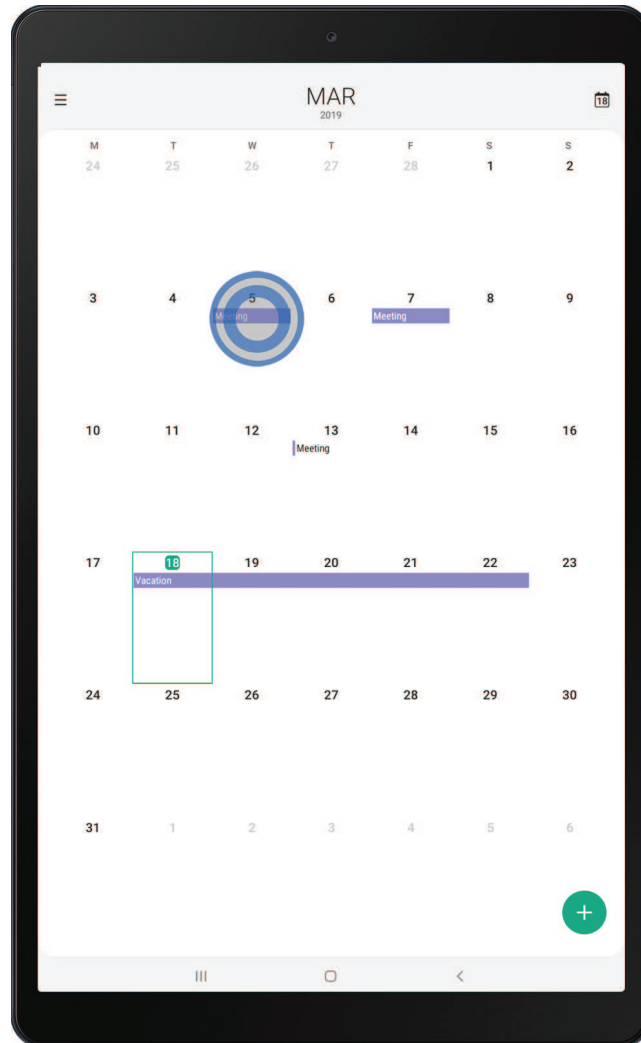 MAR
18
2019
M T W T F S S
24 25 26 27 28 1 2
3 4 5 6 7 8 9
Meeting Meeting
10 11 12 13 14 15 16
Meeting
17 18 19 20 21 22 23
Vacation
24 25 26 27 28 29 30
31 1 2 3 4 5 6